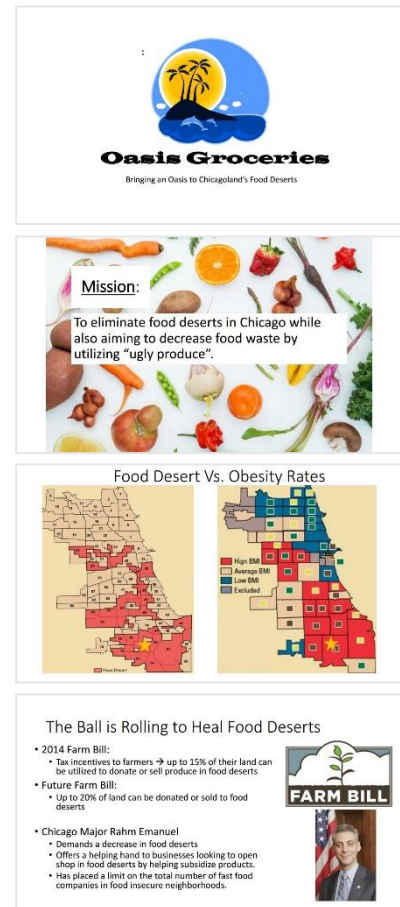 :
Oasis Groceries
Bringing an Oasis to Chicagoland's Food Deserts
Mission:
To eliminate food deserts in Chicago while
also aiming to decrease food waste by
utilizing “ugly produce”.
Food Desert Vs. Obesity Rates
High BMI
Average BMI
Low BMI
Excluded
Food Desert
The Ball is Rolling to Heal Food Deserts
• 2014 Farm Bill:
• Tax incentives to farmers → up to 15% of their land can
be utilized to donate or sell produce in food deserts
• Future Farm Bill:
• Up to 20% of land can be donated or sold to food
deserts
FARM BILL
• Chicago Major Rahm Emanuel
• Demands a decrease in food deserts
• Offers a helping hand to businesses looking to open
shop in food deserts by helping subsidize products.
• Has placed a limit on the total number of fast food
companies in food insecure neighborhoods.